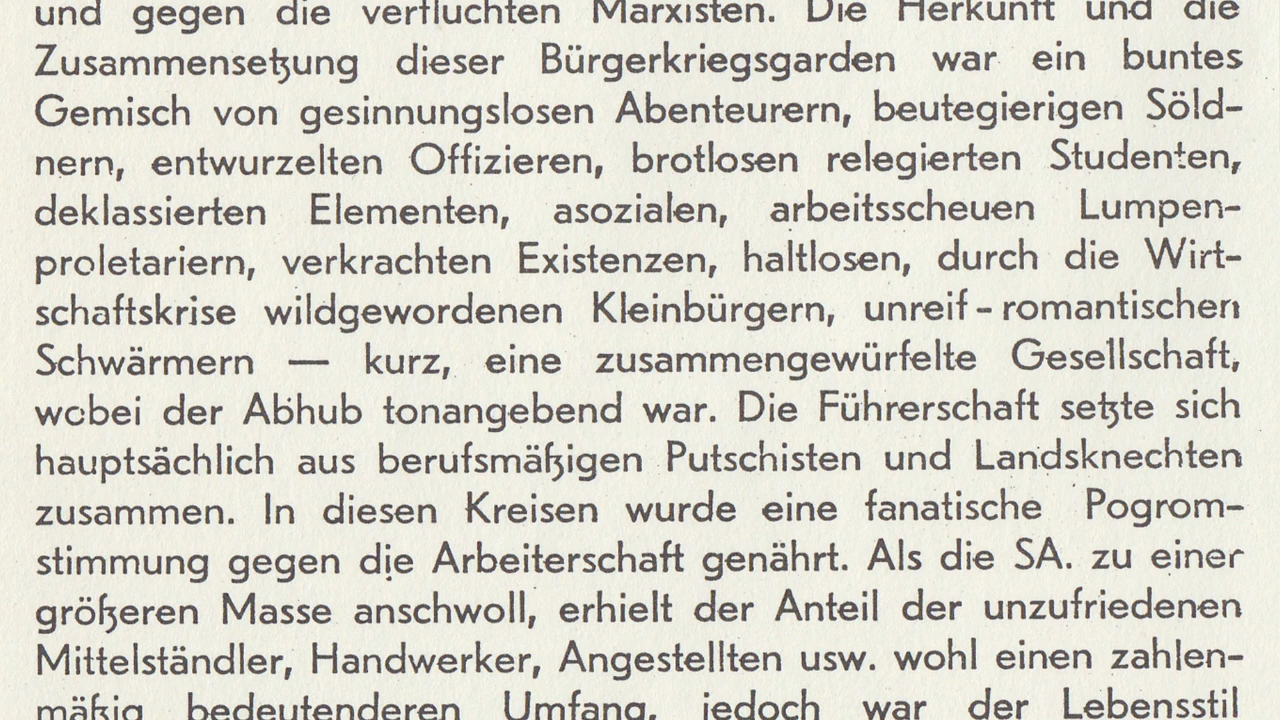 und gegen die verfluchten Marxisten. Die Herkunft und die
Zusammensetzung dieser Bürgerkriegsgarden war ein buntes
Gemisch von gesinnungslosen Abenteurern, beutegierigen Söld-
nern, entwurzelten Offizieren, brotlosen relegierten Studenten,
deklassierten Elementen, asozialen, arbeitsscheuen Lumpen-
proletariern, verkrachten Existenzen, haltlosen, durch die Wirt-
schaftskrise wildgewordenen Kleinbürgern, unreif-romantischen
Schwärmern — kurz, eine zusammengewürfelte Gesellschaft,
wobei der Abhub tonangebend war. Die Führerschaft setzte sich
hauptsächlich aus berufsmäßigen Putschisten und Landsknechten
zusammen. In diesen Kreisen wurde eine fanatische Pogrom-
stimmung gegen die Arbeiterschaft genährt. Als die SA. zu einer
größeren Masse anschwoll, erhielt der Anteil der unzufriedenen
Mittelständler, Handwerker, Angestellten usw. wohl einen zahlen-
mäßig bedeutenderen Umfang, jedoch war der Lebensstil